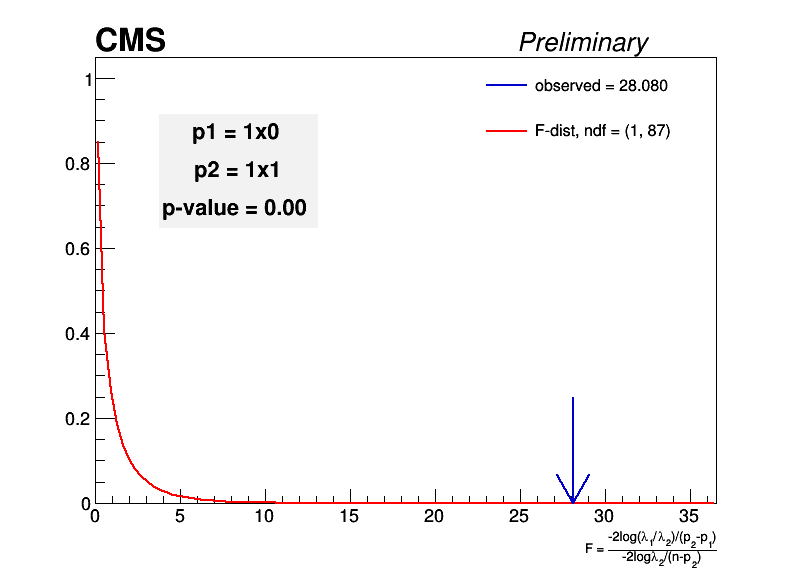 CMS Preliminary
observed = 28.080
F-dist, ndf = (1, 87)
p1 = 1x0
p2 = 1x1
p-value = 0.00
1
0.8
0.6
0.4
0.2
0
0 5 10 15 20 25 30 35
F = -2log(λ1/λ2)/(p2-p1)
-2logλ2/(n-p2)